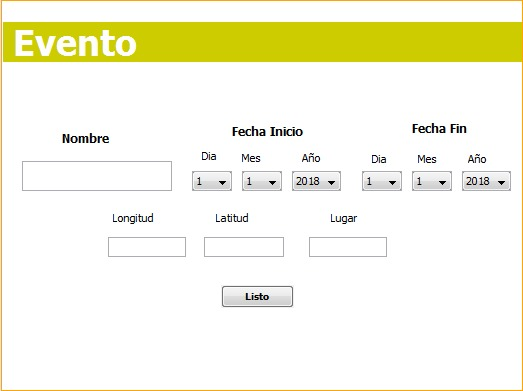 Evento
Nombre
Fecha Inicio
Fecha Fin
Dia Mes Año
Dia Mes Año
1 1 2018
1 1 2018
Longitud Latitud Lugar
Listo